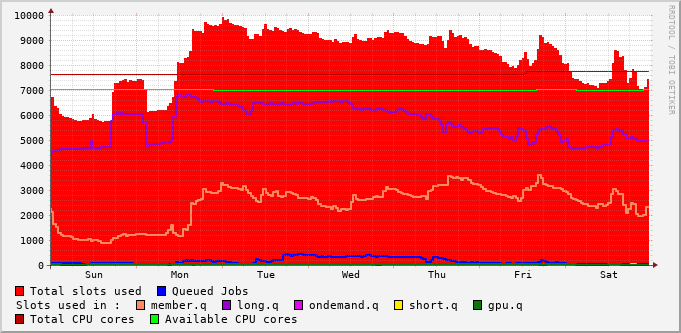 10000
9000
8000
7000
6000
5000
4000
3000
2000
1000
0
Sun Mon Tue Wed Thu Fri Sat
RRDTOOL / TOBI OETIKER
Total slots used Queued Jobs
Slots used in : member.q long.q ondemand.q short.q gpu.q
Total CPU cores Available CPU cores